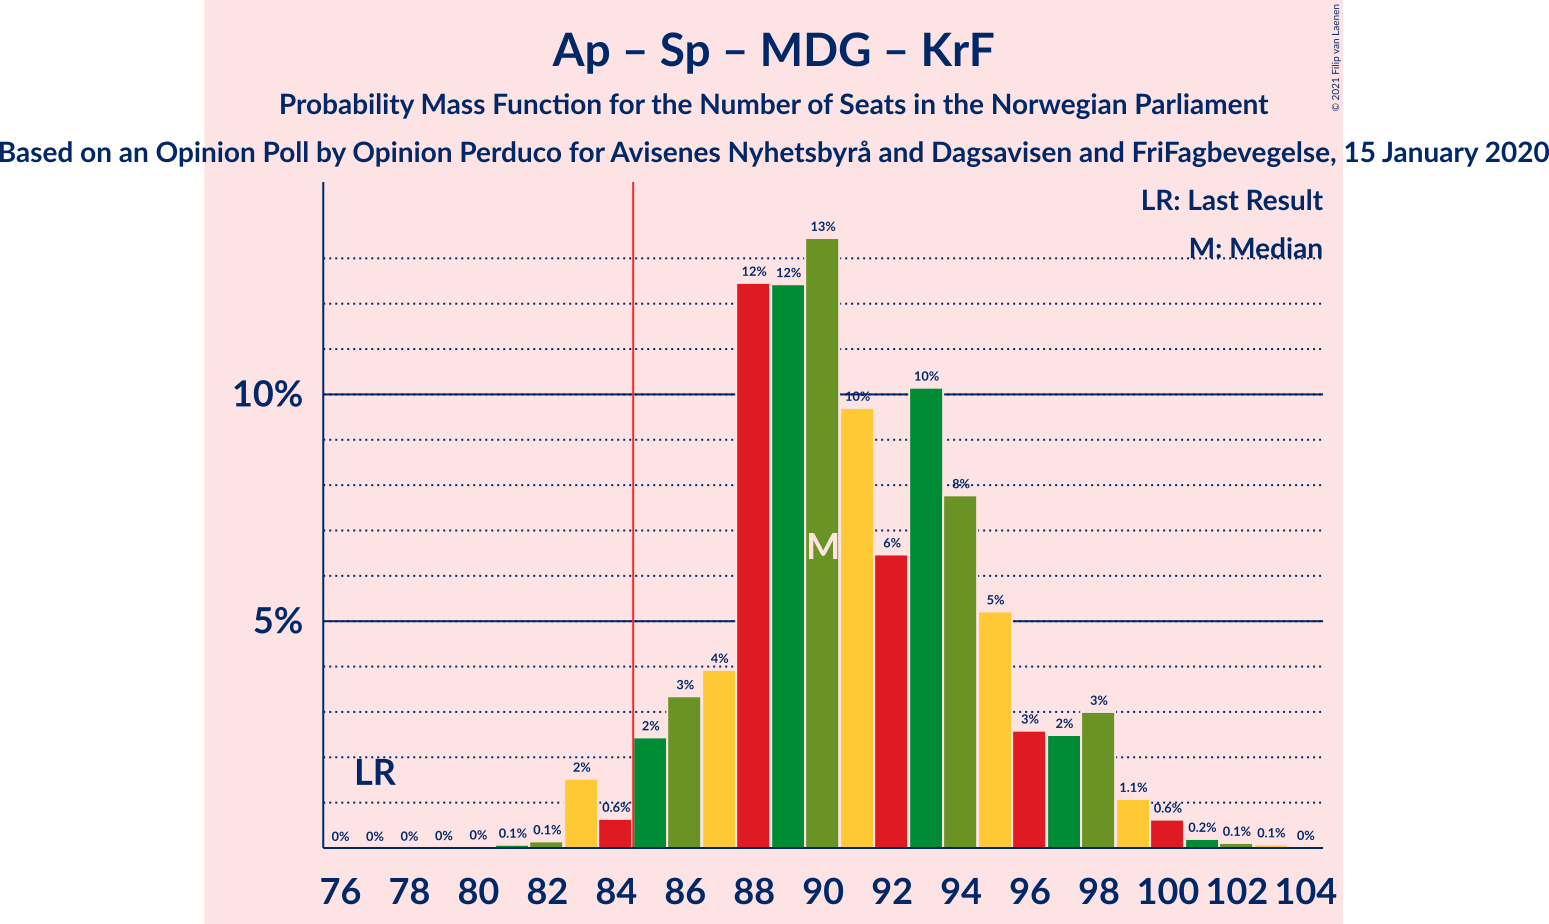 Ap – Sp – MDG – KrF
Probability Mass Function for the Number of Seats in the Norwegian Parliament
Based on an Opinion Poll by Opinion Perduco for Avisenes Nyhetsbyrå and Dagsavisen and FriFagbevegelse, 15 January 2020
© 2021 Filip van Laenen
LR: Last Result
M: Median
13%
12% 12%
10%
10% 10%
8%
M
6%
5%
5%
4%
3%
3%
2% 3% 2%
LR
2%
1.1%
0.6% 0.6%
0% 0% 0% 0% 0% 0.1% 0.1% 0.2% 0.1% 0.1% 0%
76 78 80 82 84 86 88 90 92 94 96 98 100 102 104